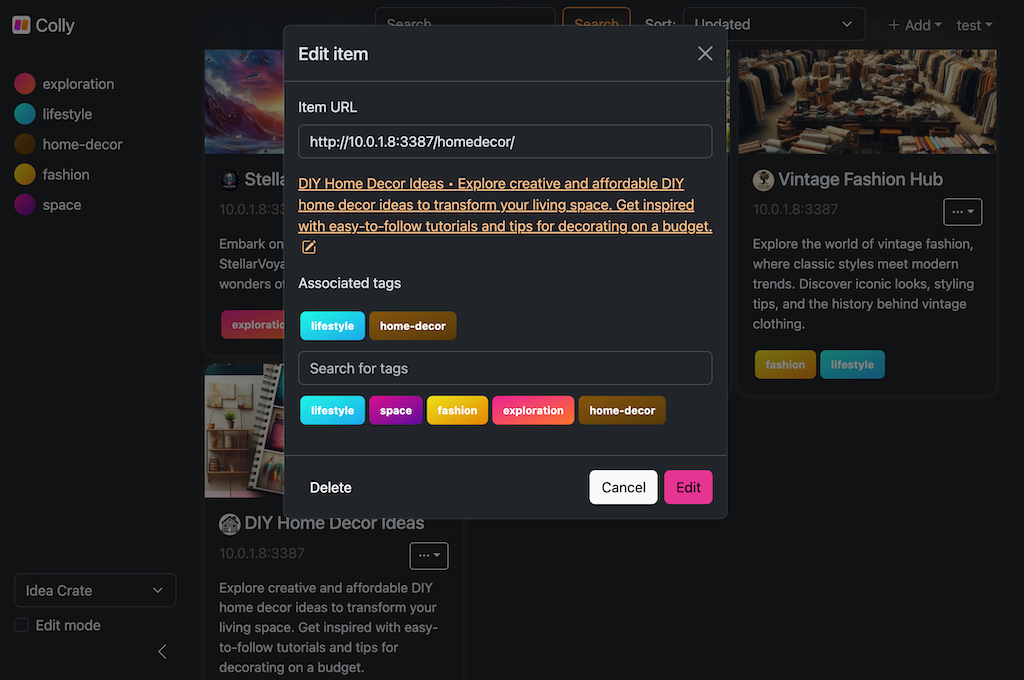 Colly
Search
Search
Sort:
Updated
+ Add
test
exploration
lifestyle
home-decor
fashion
space
Idea Crate
Edit mode
Edit item
Item URL
http://10.0.1.8:3387/homedecor/
DIY Home Decor Ideas • Explore creative and affordable DIY
home decor ideas to transform your living space. Get inspired
with easy-to-follow tutorials and tips for decorating on a budget.
Associated tags
lifestyle
home-decor
Search for tags
lifestyle
space
fashion
exploration
home-decor
Delete
Cancel
Edit
10.0.1.8:33
Embark on
wonders of
DIY Home Decor Ideas
10.0.1.8:3387
Explore creative and affordable DIY
home decor ideas to transform your
living space. Get inspired with easy-
to-follow tutorials and tips for
decorating on a budget.
Vintage Fashion Hub
10.0.1.8:3387
Explore the world of vintage fashion,
where classic styles meet modern
trends. Discover iconic looks, styling
tips, and the history behind vintage
clothing.
fashion
lifestyle